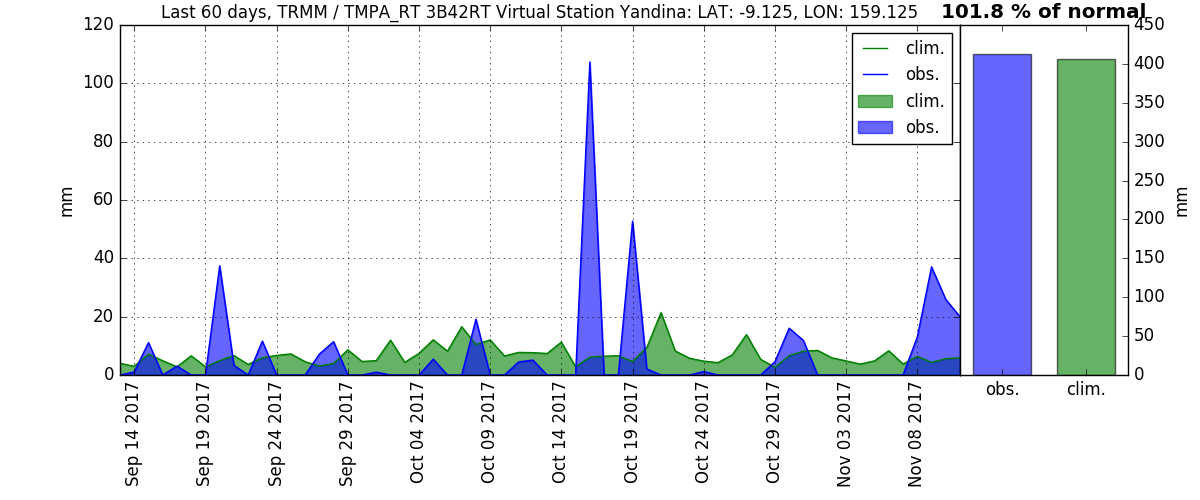 Last 60 days, TRMM / TMPA_RT 3B42RT Virtual Station Yandina: LAT: -9.125, LON: 159.125
101.8 % of normal
120
100
80
60
40
20
0
mm
clim.
obs.
clim.
obs.
450
400
350
300
250
200
150
100
50
0
mm
Sep 14 2017
Sep 19 2017
Sep 24 2017
Sep 29 2017
Oct 04 2017
Oct 09 2017
Oct 14 2017
Oct 19 2017
Oct 24 2017
Oct 29 2017
Nov 03 2017
Nov 08 2017
obs.
clim.